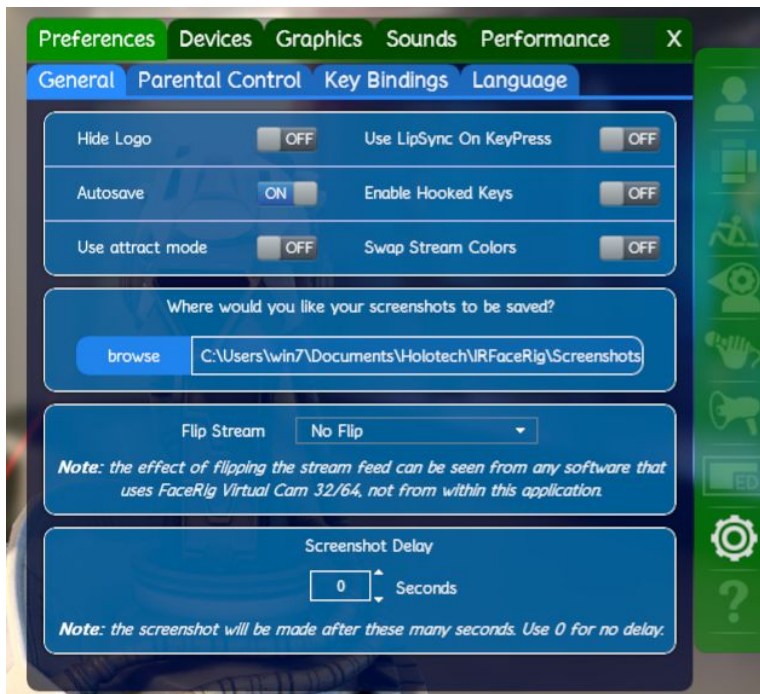 Preferences Devices Graphics Sounds Performance X
General Parental Control Key Bindings Language
Hide Logo OFF Use LipSync On KeyPress OFF
Autosave ON Enable Hooked Keys OFF
Use attract mode OFF Swap Stream Colors OFF
Where would you like your screenshots to be saved?
browse C:\Users\win7\Documents\Holotech\IRFaceRig\Screenshots
Flip Stream No Flip
Note: the effect of flipping the stream feed can be seen from any software that
uses FaceRig Virtual Cam 32/64, not from within this application.
Screenshot Delay
0 Seconds
Note: the screenshot will be made after these many seconds. Use 0 for no delay.
ED
?